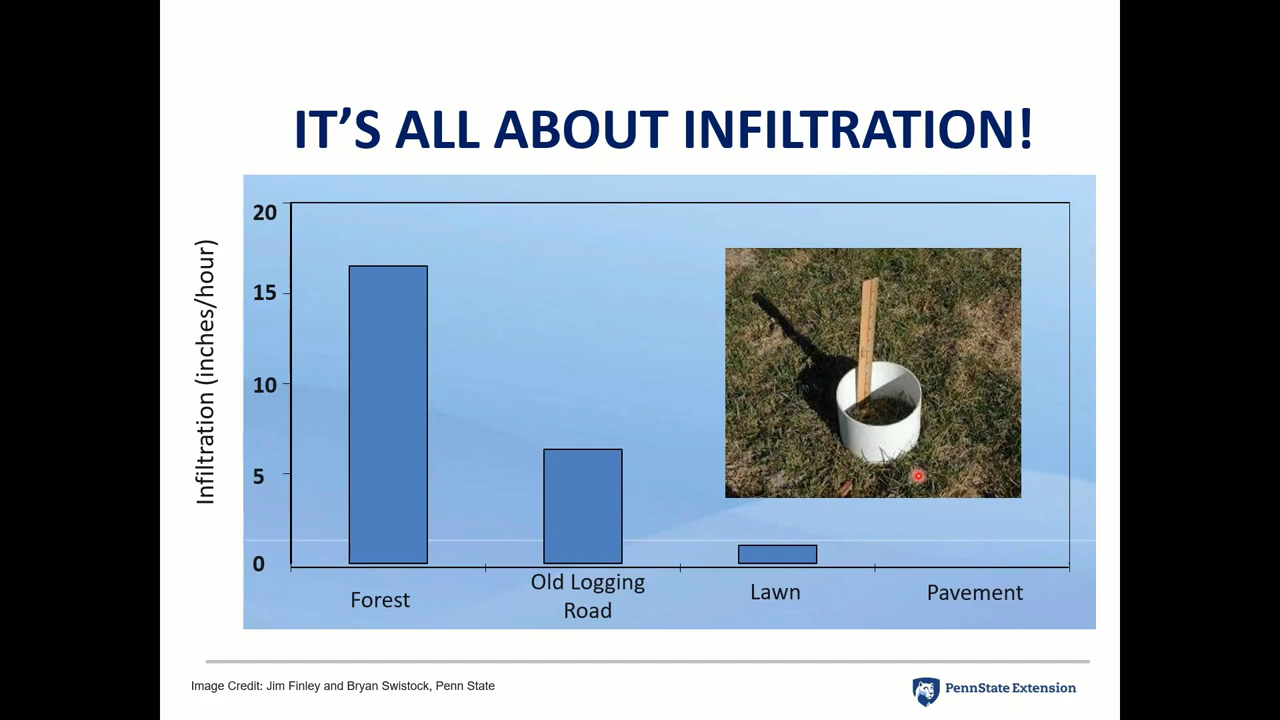 IT’S ALL ABOUT INFILTRATION!
20
15
10
5
0
Infiltration (inches/hour)
Forest
Old Logging
Road
Lawn
Pavement
Image Credit: Jim Finley and Bryan Swistock, Penn State
PennState Extension